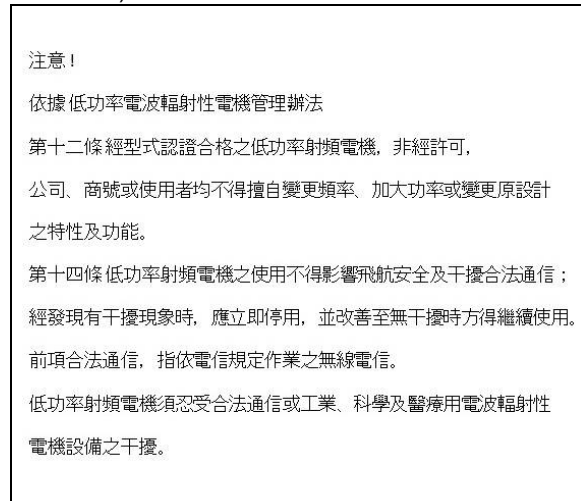 注意!
依據低功率電波輻射性電機管理辦法
第十二條 經型式認證合格之低功率射頻電機，非經許可，
公司、商號或使用者均不得擅自變更頻率、加大功率或變更原設計
之特性及功能。
第十四條 低功率射頻電機之使用不得影響飛航安全及干擾合法通信；
經發現有干擾現象時，應立即停用，並改善至無干擾時方得繼續使用。
前項合法通信，指依電信規定作業之無線電信。
低功率射頻電機須忍受合法通信或工業、科學及醫療用電波輻射性
電機設備之干擾。